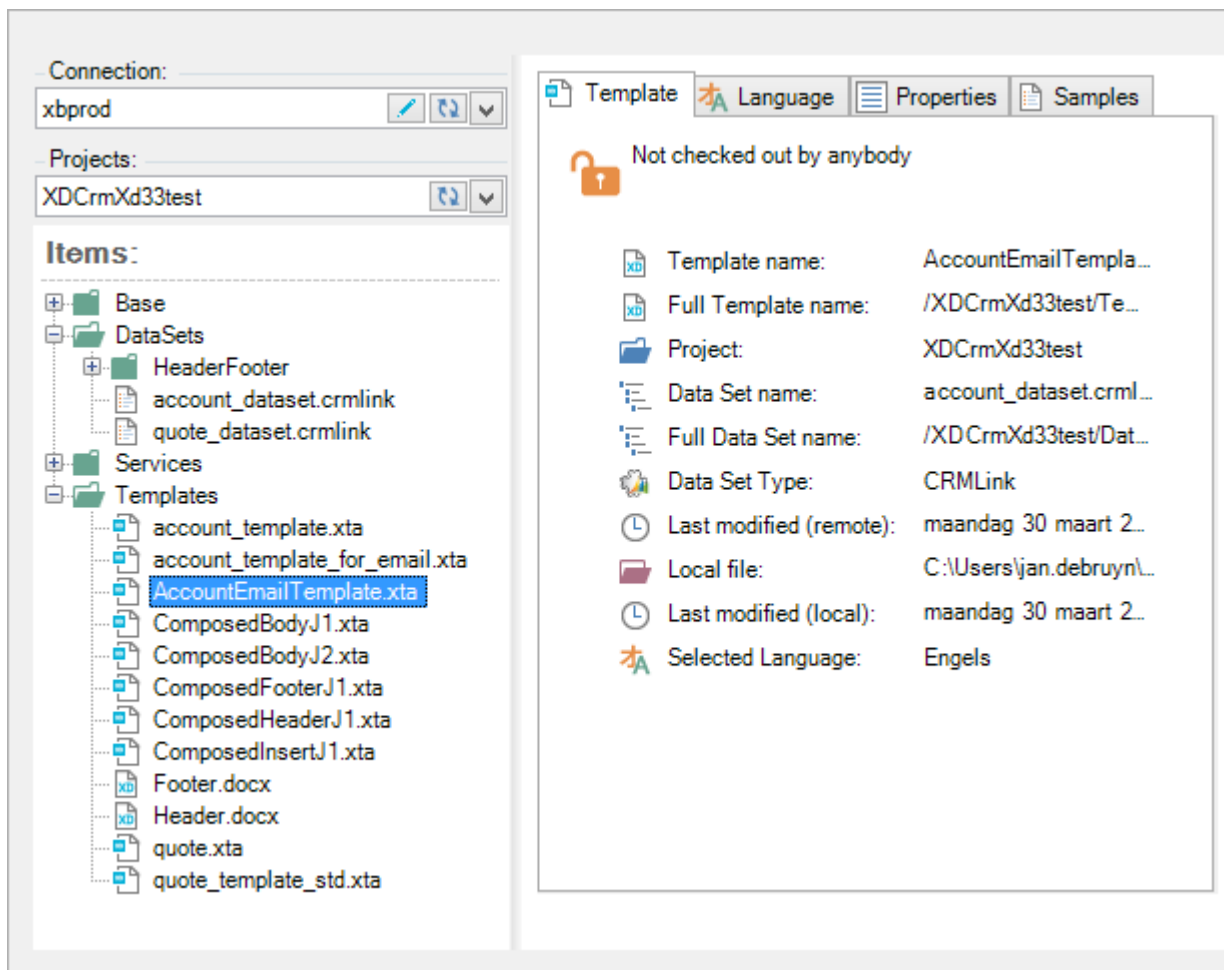 Connection:
xbprod
Projects:
XDCrmXd33test
Items:
Base
DataSets
HeaderFooter
account_dataset.crmlink
quote_dataset.crmlink
Services
Templates
account_template.xta
account_template_for_email.xta
AccountEmailTemplate.xta
ComposedBodyJ1.xta
ComposedBodyJ2.xta
ComposedFooterJ1.xta
ComposedHeaderJ1.xta
ComposedInsertJ1.xta
Footer.docx
Header.docx
quote.xta
quote_template_std.xta
Template Language Properties Samples
Not checked out by anybody
Template name: AccountEmailTempla...
Full Template name: /XDCrmXd33test/Te...
Project: XDCrmXd33test
Data Set name: account_dataset.crml...
Full Data Set name: /XDCrmXd33test/Dat...
Data Set Type: CRMLink
Last modified (remote): maandag 30 maart 2...
Local file: C:\Users\jan.debruyn\...
Last modified (local): maandag 30 maart 2...
Selected Language: Engels